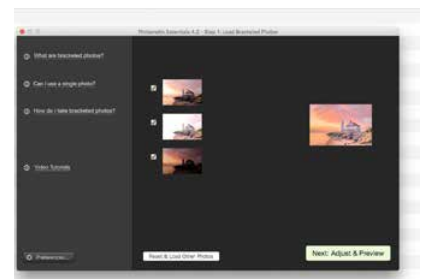 Photomatix Essentials 4.2 - Step 1: Load Bracketed Photos
What are bracketed photos?
Can I use a single photo?
How do I take bracketed photos?
Video Tutorials
Preferences...
Reset & Load Other Photos
Next: Adjust & Preview